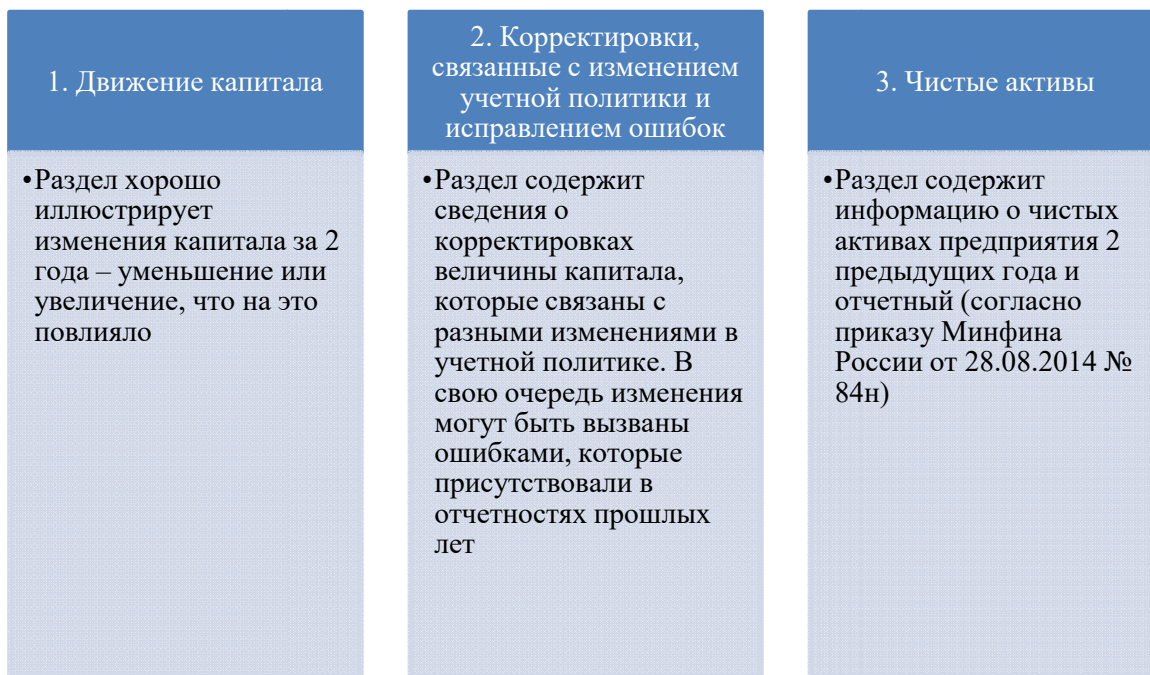 1. Движение капитала
•Раздел хорошо
иллюстрирует
изменения капитала за 2
года – уменьшение или
увеличение, что на это
повлияло
2. Корректировки,
связанные с изменением
учетной политики и
исправлением ошибок
•Раздел содержит
сведения о
корректировках
величины капитала,
которые связаны с
разными изменениями в
учетной политике. В
свою очередь изменения
могут быть вызваны
ошибками, которые
присутствовали в
отчетностях прошлых
лет
3. Чистые активы
•Раздел содержит
информацию о чистых
активах предприятия 2
предыдущих года и
отчетный (согласно
приказу Минфина
России от 28.08.2014 №
84н)